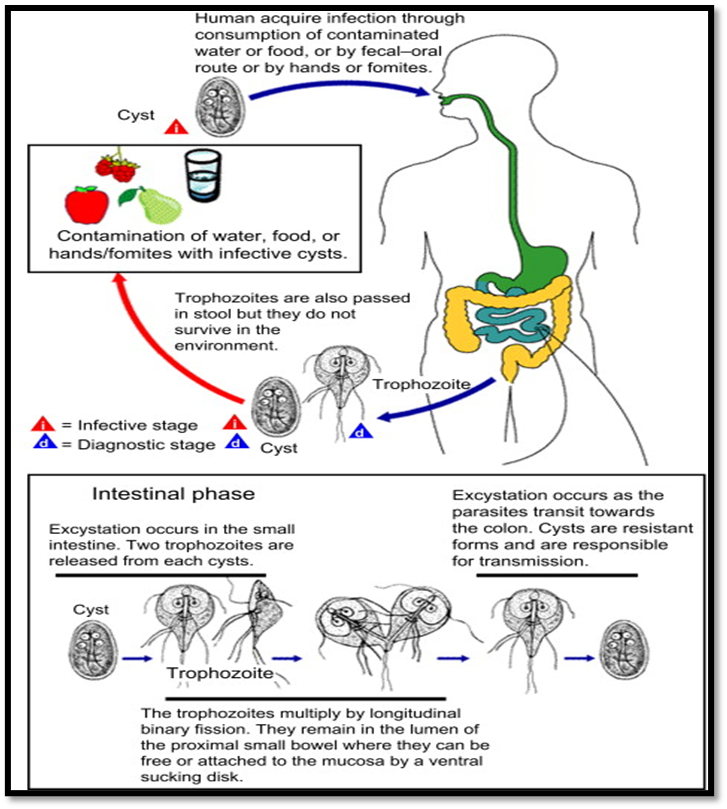 Human acquire infection through
consumption of contaminated
water or food, or by fecal–oral
route or by hands or fomites.
Cyst
i
Contamination of water, food, or
hands/fomites with infective cysts.
Trophozoites are also passed
in stool but they do not
survive in the
environment.
Trophozoite
i = Infective stage
d = Diagnostic stage
i
d
Cyst
d
Intestinal phase
Excystation occurs in the small
intestine. Two trophozoites are
released from each cysts.
Excystation occurs as the
parasites transit towards
the colon. Cysts are resistant
forms and are responsible
for transmission.
Cyst
Trophozoite
The trophozoites multiply by longitudinal
binary fission. They remain in the lumen of
the proximal small bowel where they can be
free or attached to the mucosa by a ventral
sucking disk.